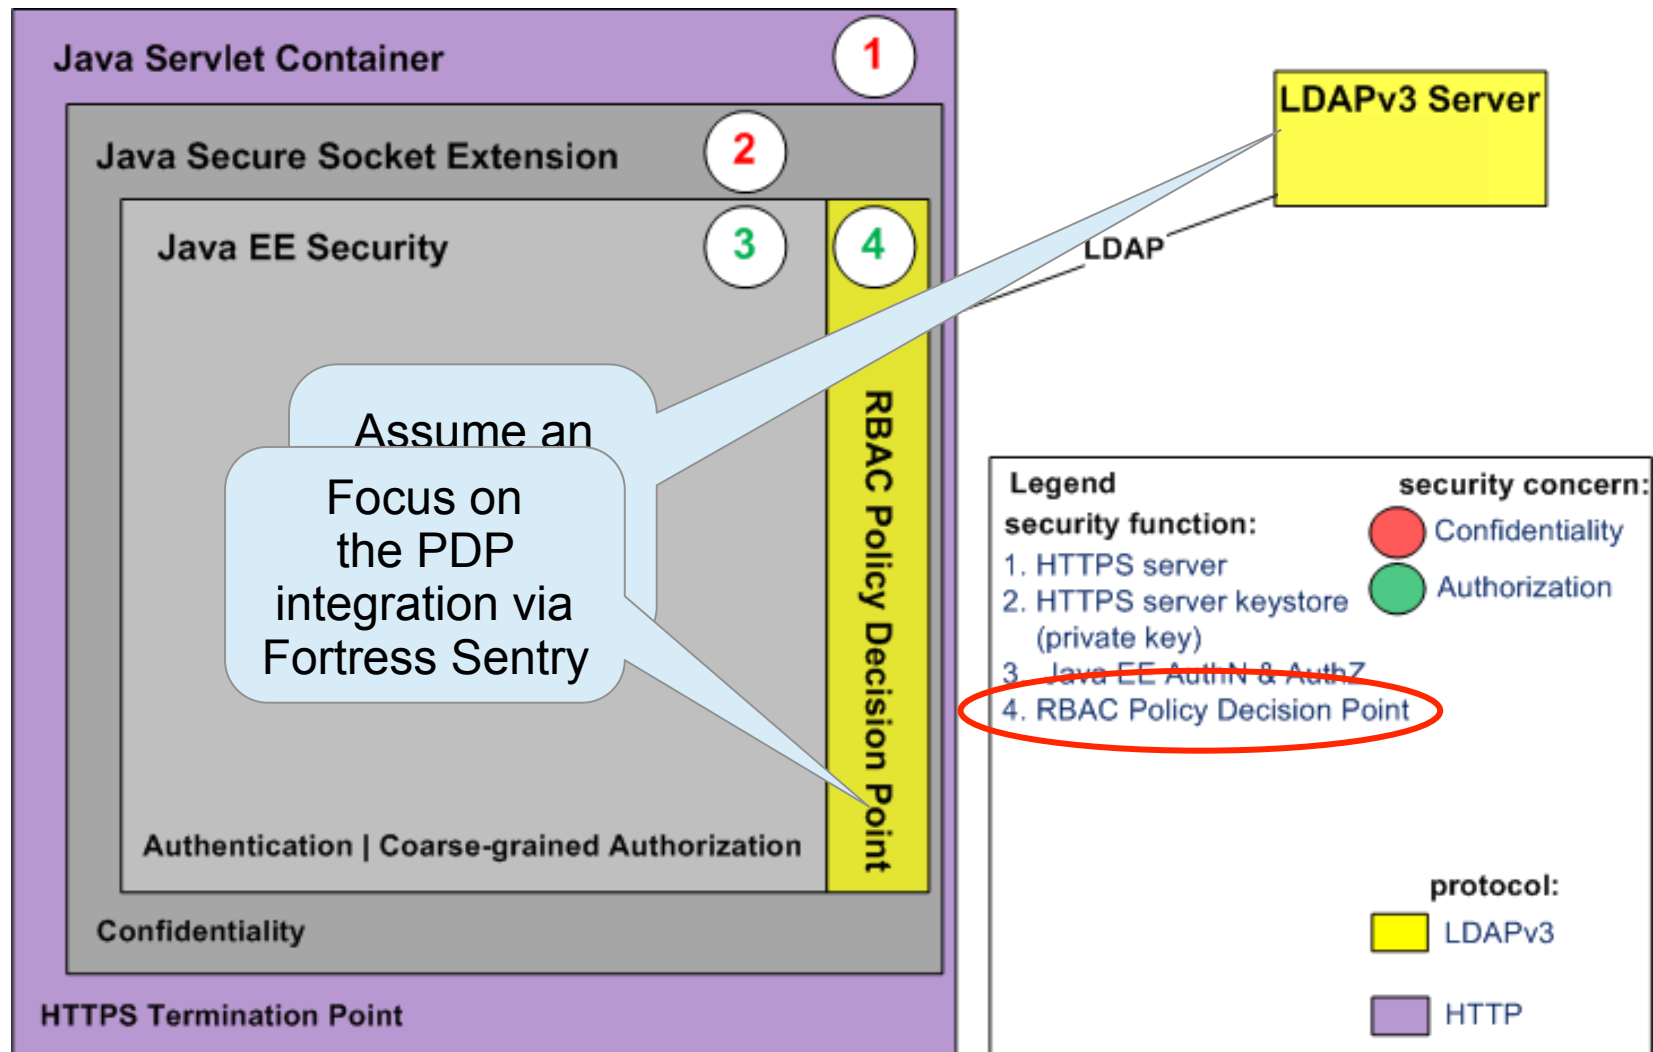 Java Servlet Container
1
LDAPv3 Server
Java Secure Socket Extension
2
Java EE Security
3
4
LDAP
Assume an
Focus on
the PDP
integration via
Fortress Sentry
RBAC Policy Decision Point
Authentication | Coarse-grained Authorization
Confidentiality
HTTPS Termination Point
Legend
security concern:
security function:
Confidentiality
1. HTTPS server
Authorization
2. HTTPS server keystore
(private key)
3. Java EE AuthN & AuthZ
4. RBAC Policy Decision Point
protocol:
LDAPv3
HTTP